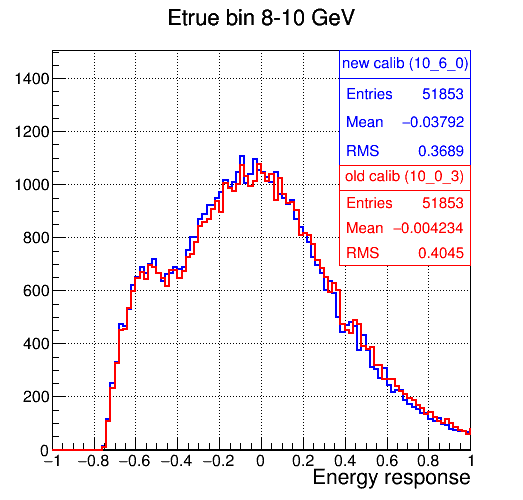 Etrue bin 8-10 GeV
new calib (10_6_0)
Entries 51853
Mean −0.03792
RMS 0.3689
old calib (10_0_3)
Entries 51853
Mean −0.004234
RMS 0.4045
1400
1200
1000
800
600
400
200
0
−1 −0.8 −0.6 −0.4 −0.2 0 0.2 0.4 0.6 0.8 1
Energy response